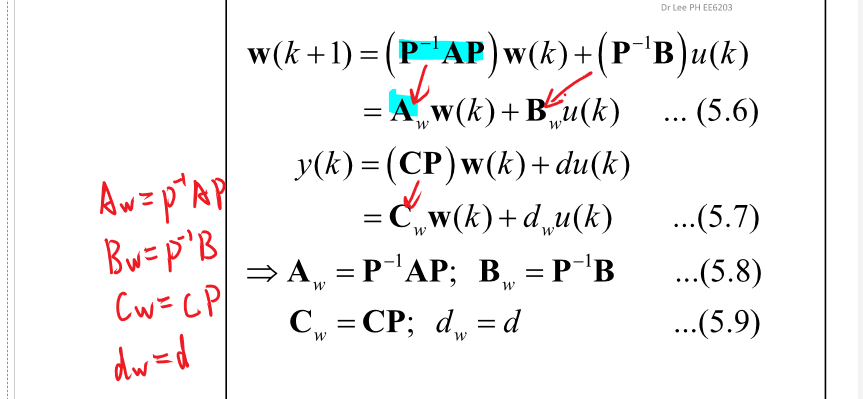 Dr Lee PH EE6203
w(k+1) = (P⁻¹AP)w(k) + (P⁻¹B)u(k)
= A_w w(k) + B_w u(k) ... (5.6)
y(k) = (CP)w(k) + du(k)
= C_w w(k) + d_w u(k) ...(5.7)
⇒ A_w = P⁻¹AP; B_w = P⁻¹B ...(5.8)
C_w = CP; d_w = d ...(5.9)
Aw = p⁻¹AP
Bw = p⁻¹B
Cw = CP
dw = d